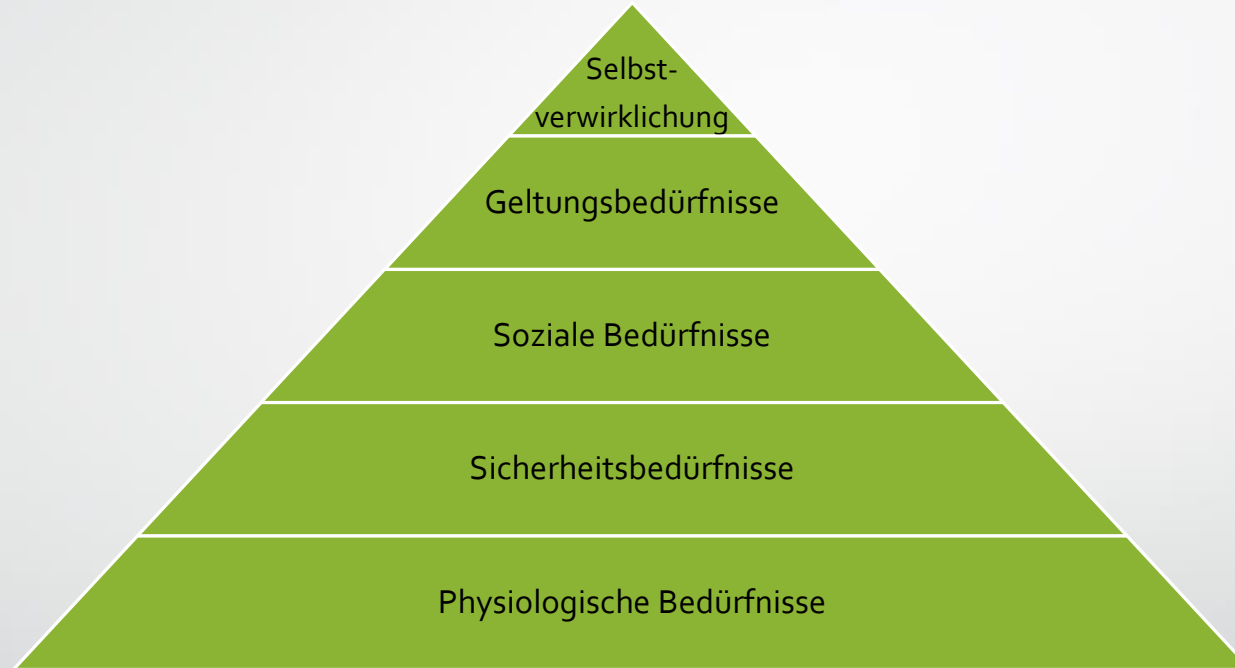 Selbst-
verwirklichung
Geltungsbedürfnisse
Soziale Bedürfnisse
Sicherheitsbedürfnisse
Physiologische Bedürfnisse